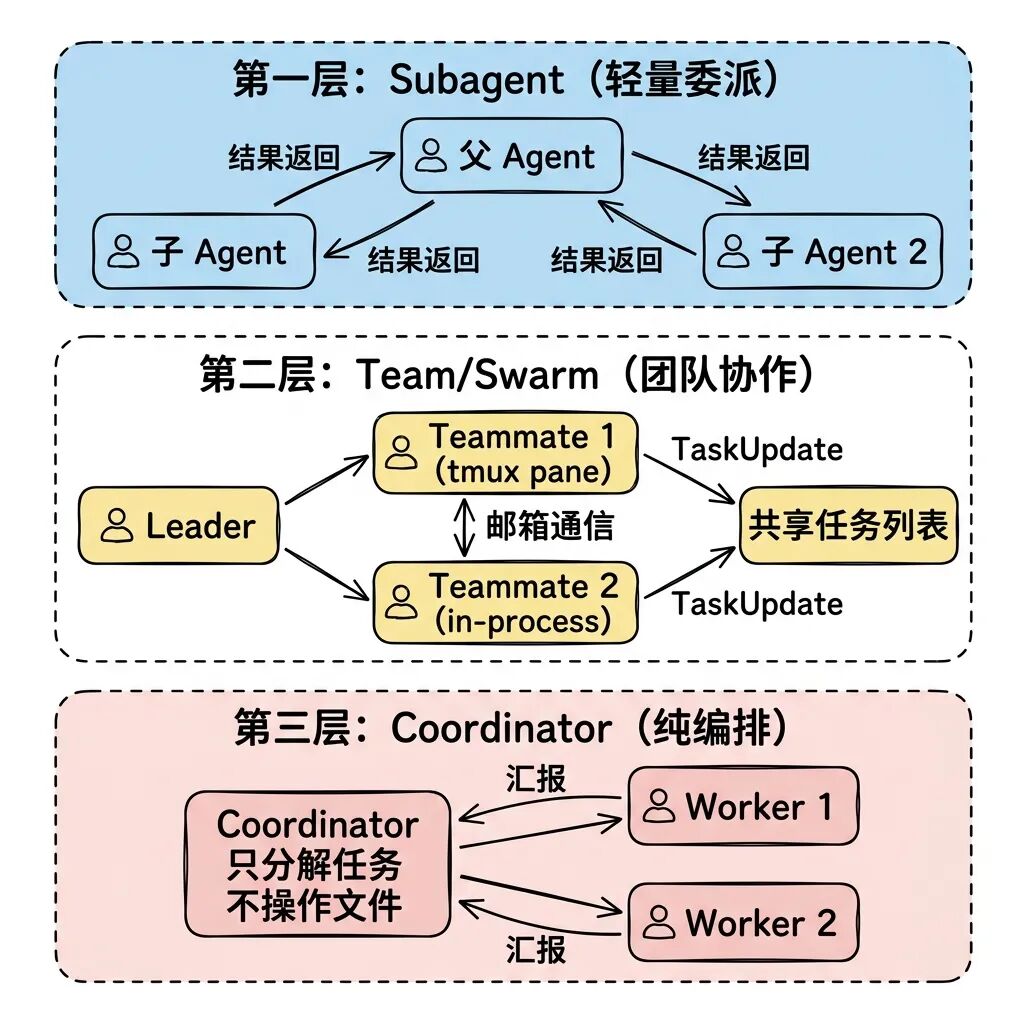 第一层：Subagent（轻量委派）
父 Agent
结果返回
结果返回
子 Agent
结果返回
结果返回
子 Agent 2
第二层：Team/Swarm（团队协作）
Teammate 1
(tmux pane)
TaskUpdate
Leader
邮箱通信
共享任务列表
Teammate 2
(in-process)
TaskUpdate
第三层：Coordinator（纯编排）
汇报
Worker 1
Coordinator
只分解任务
不操作文件
Worker 2
汇报